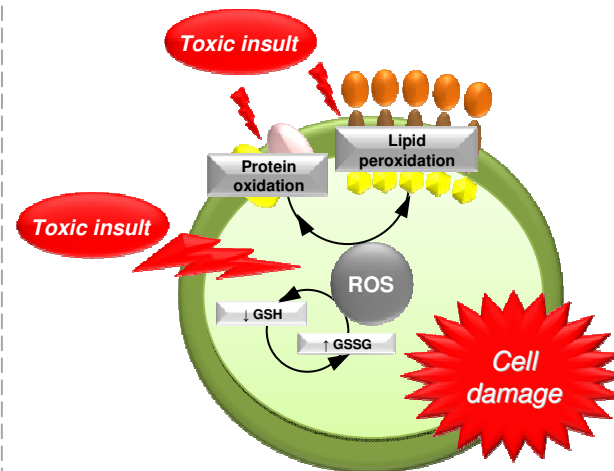 Toxic insult
Lipid
peroxidation
Protein
oxidation
Toxic insult
ROS
↓ GSH
↑ GSSG
Cell
damage